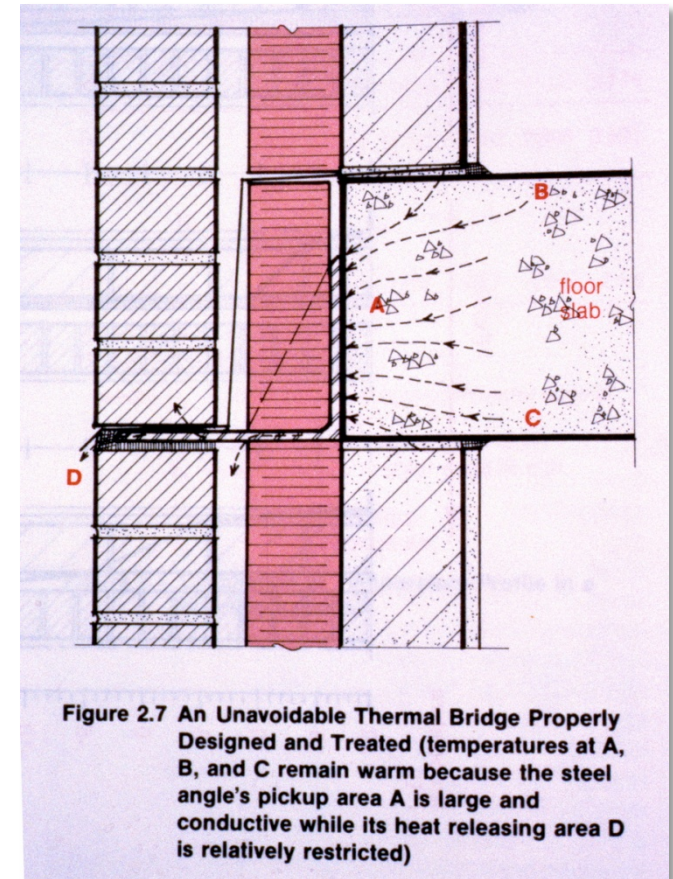 B
floor
A
slab
C
D
Figure 2.7 An Unavoidable Thermal Bridge Properly
Designed and Treated (temperatures at A,
B, and C remain warm because the steel
angle's pickup area A is large and
conductive while its heat releasing area D
is relatively restricted)